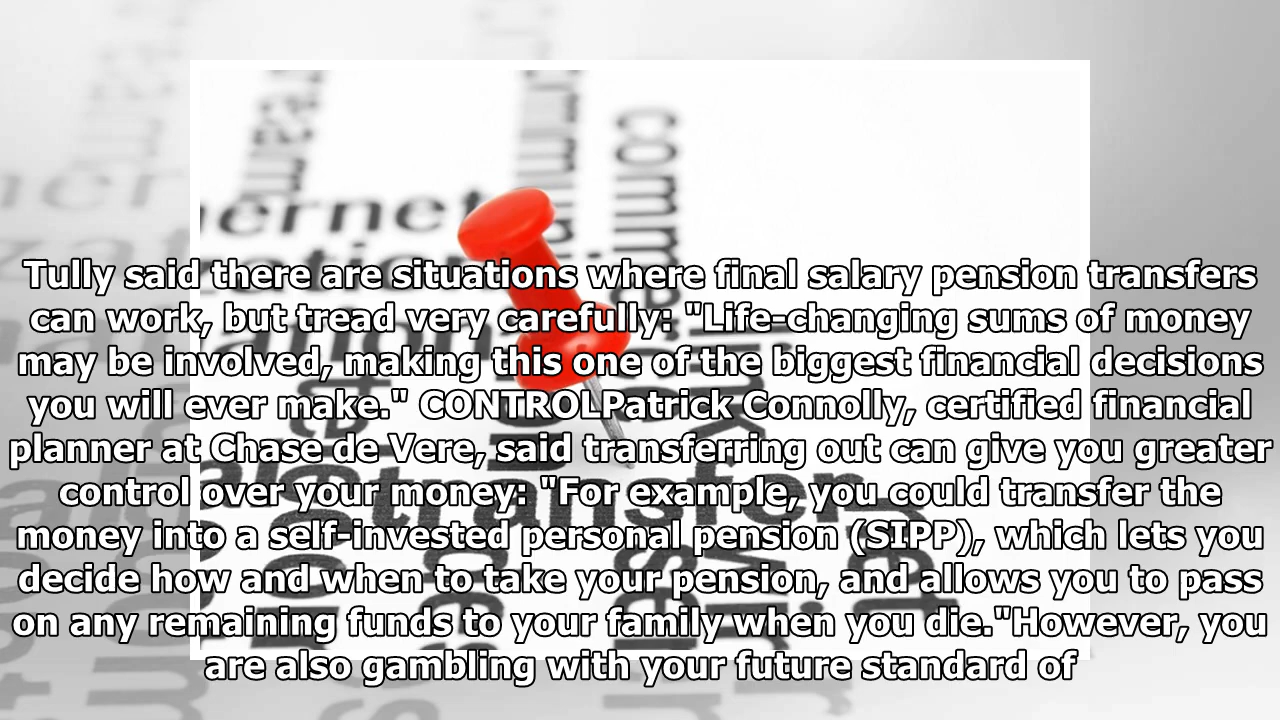 Tully said there are situations where final salary pension transfers
can work, but tread very carefully: "Life-changing sums of money
may be involved, making this one of the biggest financial decisions
you will ever make." CONTROLPatrick Connolly, certified financial
planner at Chase de Vere, said transferring out can give you greater
control over your money: "For example, you could transfer the
money into a self-invested personal pension (SIPP), which lets you
decide how and when to take your pension, and allows you to pass
on any remaining funds to your family when you die."However, you
are also gambling with your future standard of
transfer